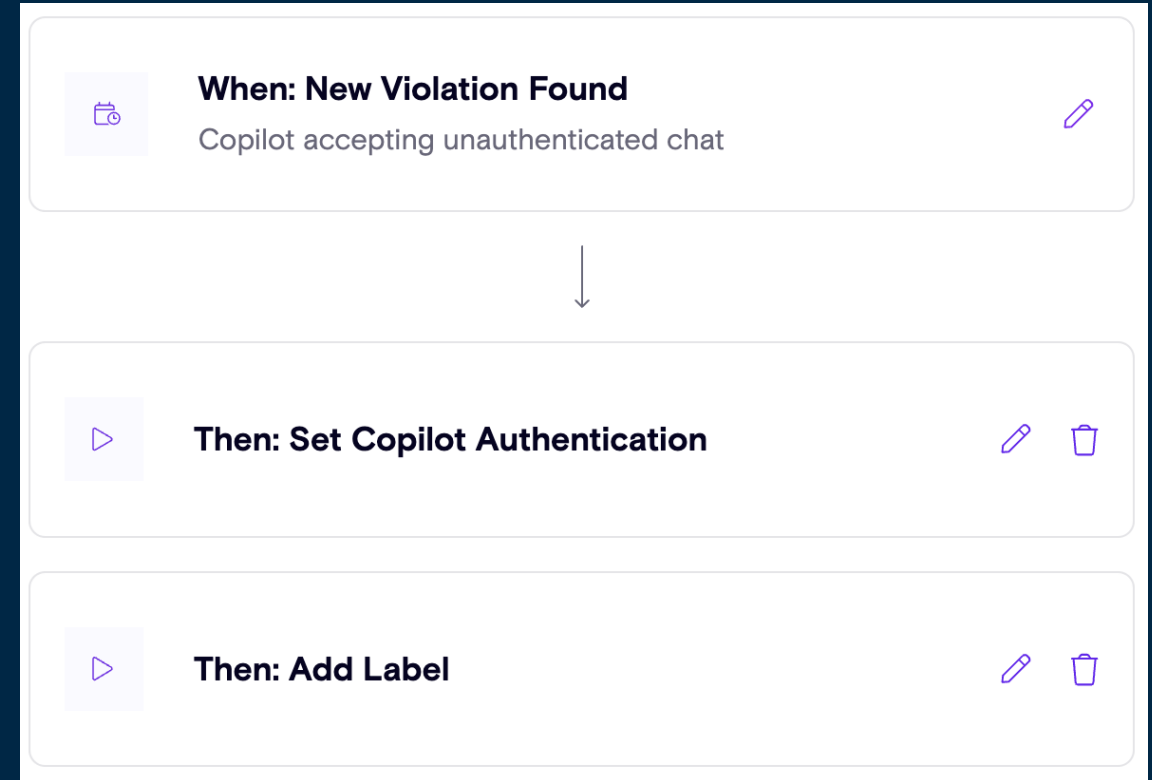 When: New Violation Found
Copilot accepting unauthenticated chat
Then: Set Copilot Authentication
Then: Add Label